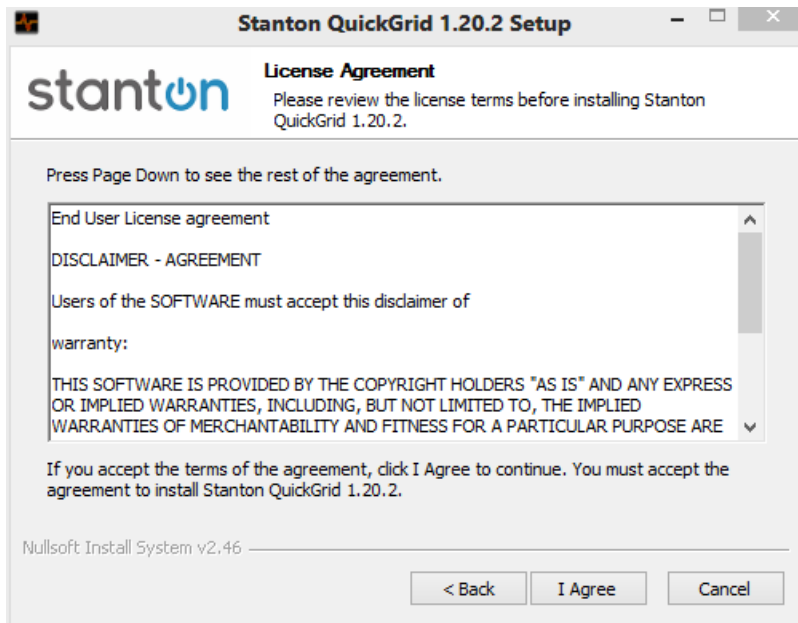 Stanton QuickGrid 1.20.2 Setup
stanton
License Agreement
Please review the license terms before installing Stanton
QuickGrid 1.20.2.
Press Page Down to see the rest of the agreement.
End User License agreement
DISCLAIMER - AGREEMENT
Users of the SOFTWARE must accept this disclaimer of
warranty:
THIS SOFTWARE IS PROVIDED BY THE COPYRIGHT HOLDERS "AS IS" AND ANY EXPRESS
OR IMPLIED WARRANTIES, INCLUDING, BUT NOT LIMITED TO, THE IMPLIED
WARRANTIES OF MERCHANTABILITY AND FITNESS FOR A PARTICULAR PURPOSE ARE
If you accept the terms of the agreement, click I Agree to continue. You must accept the
agreement to install Stanton QuickGrid 1.20.2.
Nullsoft Install System v2.46
< Back I Agree Cancel